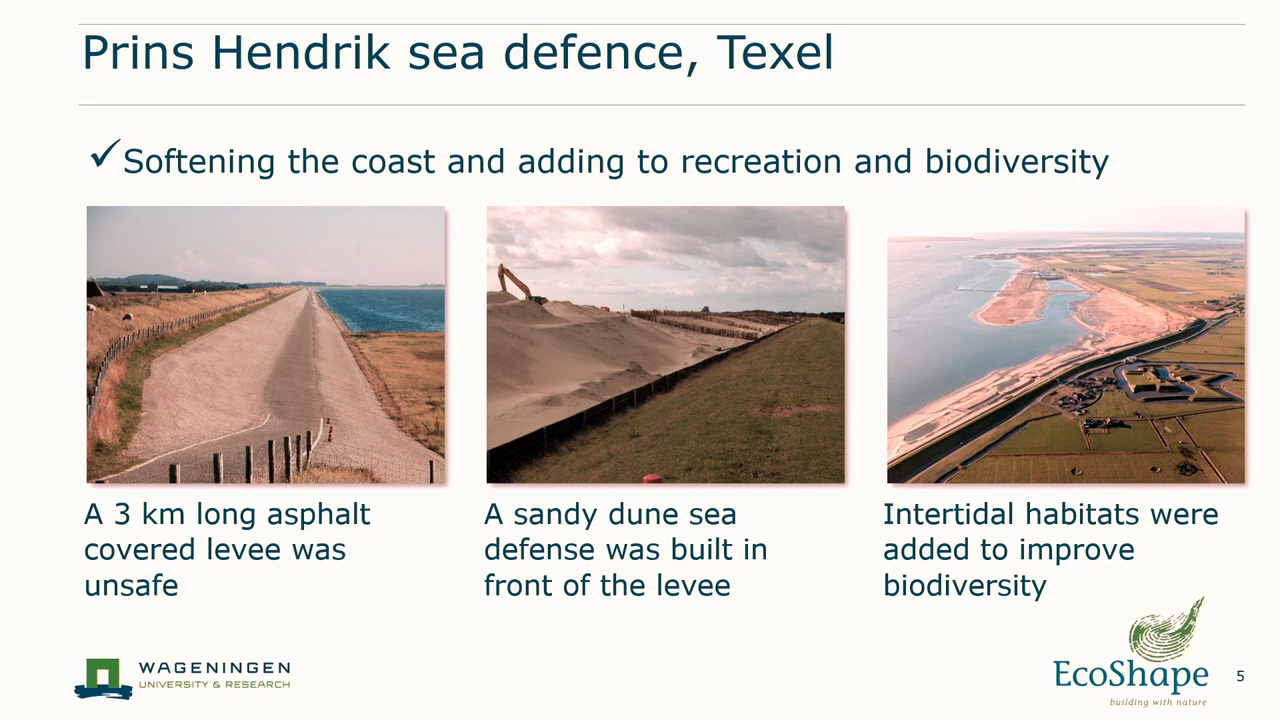 Prins Hendrik sea defence, Texel
✓Softening the coast and adding to recreation and biodiversity
A 3 km long asphalt
covered levee was
unsafe
A sandy dune sea
defense was built in
front of the levee
Intertidal habitats were
added to improve
biodiversity
WAGENINGEN
UNIVERSITY & RESEARCH
EcoShape
building with nature
5